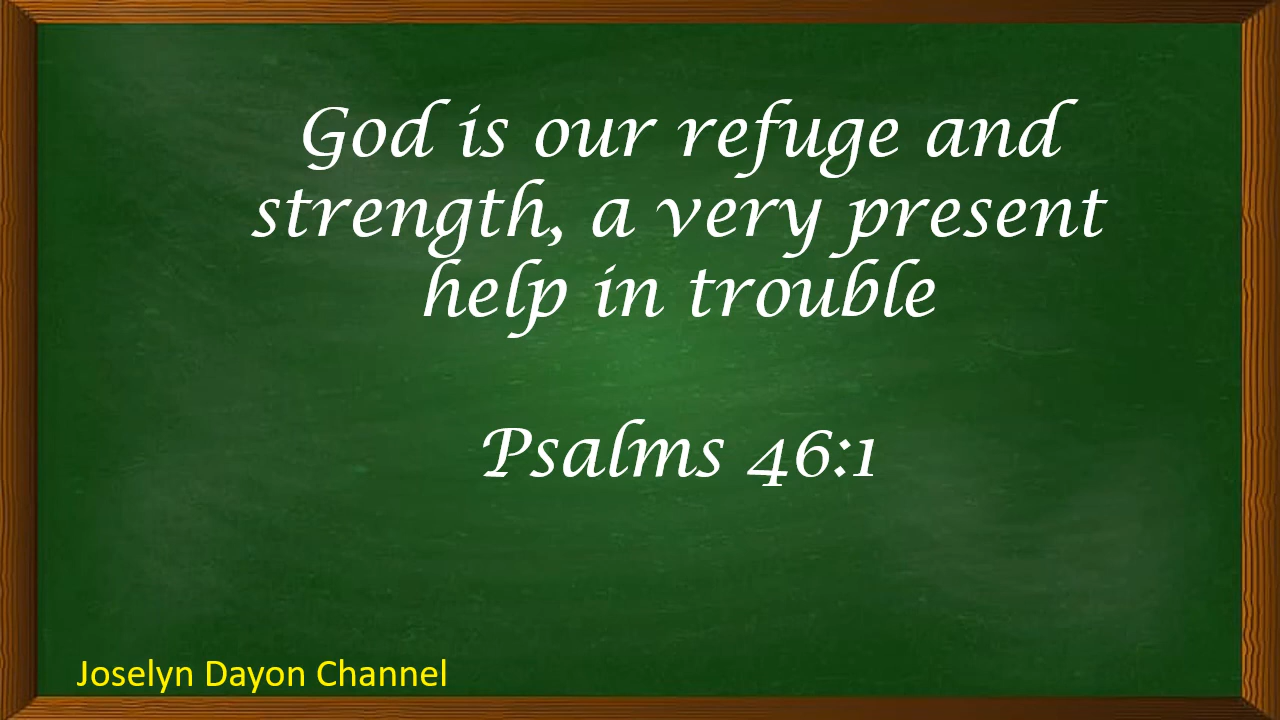 God is our refuge and
strength, a very present
help in trouble
Psalms 46:1
Joselyn Dayon Channel